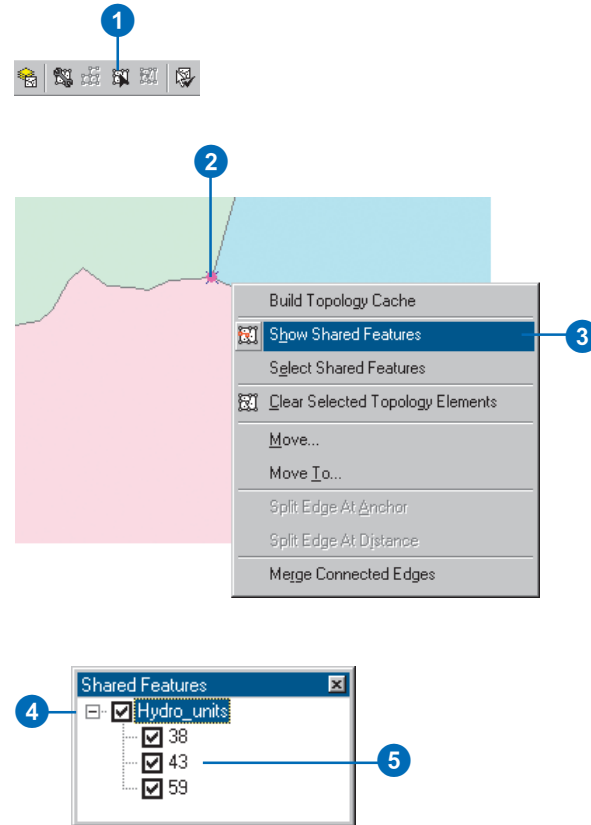 1
2
Build Topology Cache
Show Shared Features
3
Select Shared Features
Clear Selected Topology Elements
Move...
Move To...
Split Edge At Anchor
Split Edge At Distance
Merge Connected Edges
Shared Features
4
Hydro_units
38
43
5
59